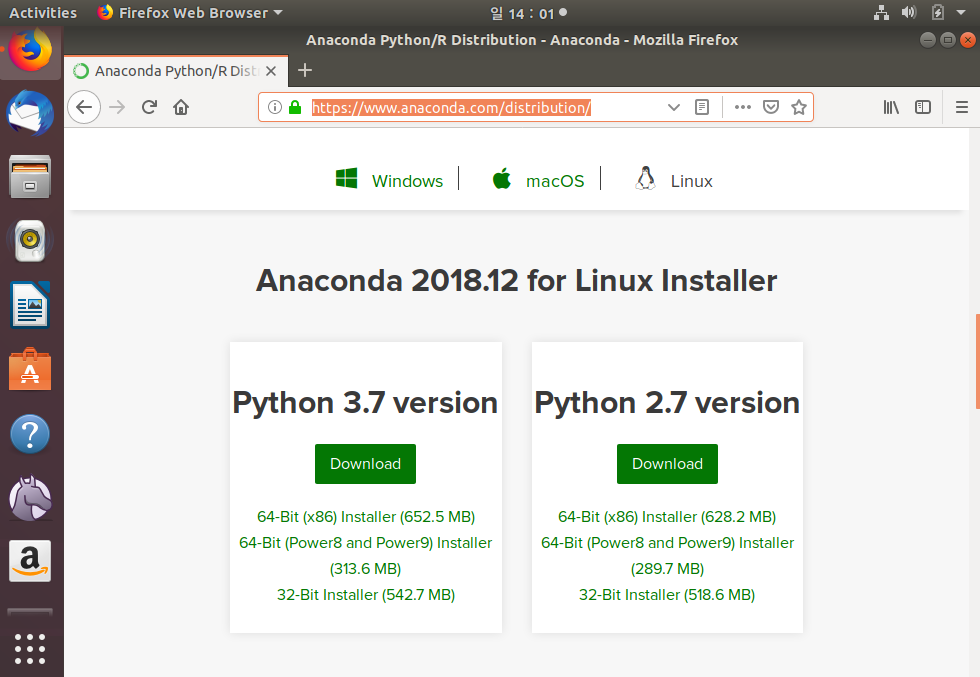 Activities Firefox Web Browser 일 14 : 01
Anaconda Python/R Distribution - Anaconda - Mozilla Firefox
Anaconda Python/R Dist
https://www.anaconda.com/distribution/
Windows macOS Linux
Anaconda 2018.12 for Linux Installer
Python 3.7 version
Download
64-Bit (x86) Installer (652.5 MB)
64-Bit (Power8 and Power9) Installer
(313.6 MB)
32-Bit Installer (542.7 MB)
Python 2.7 version
Download
64-Bit (x86) Installer (628.2 MB)
64-Bit (Power8 and Power9) Installer
(289.7 MB)
32-Bit Installer (518.6 MB)